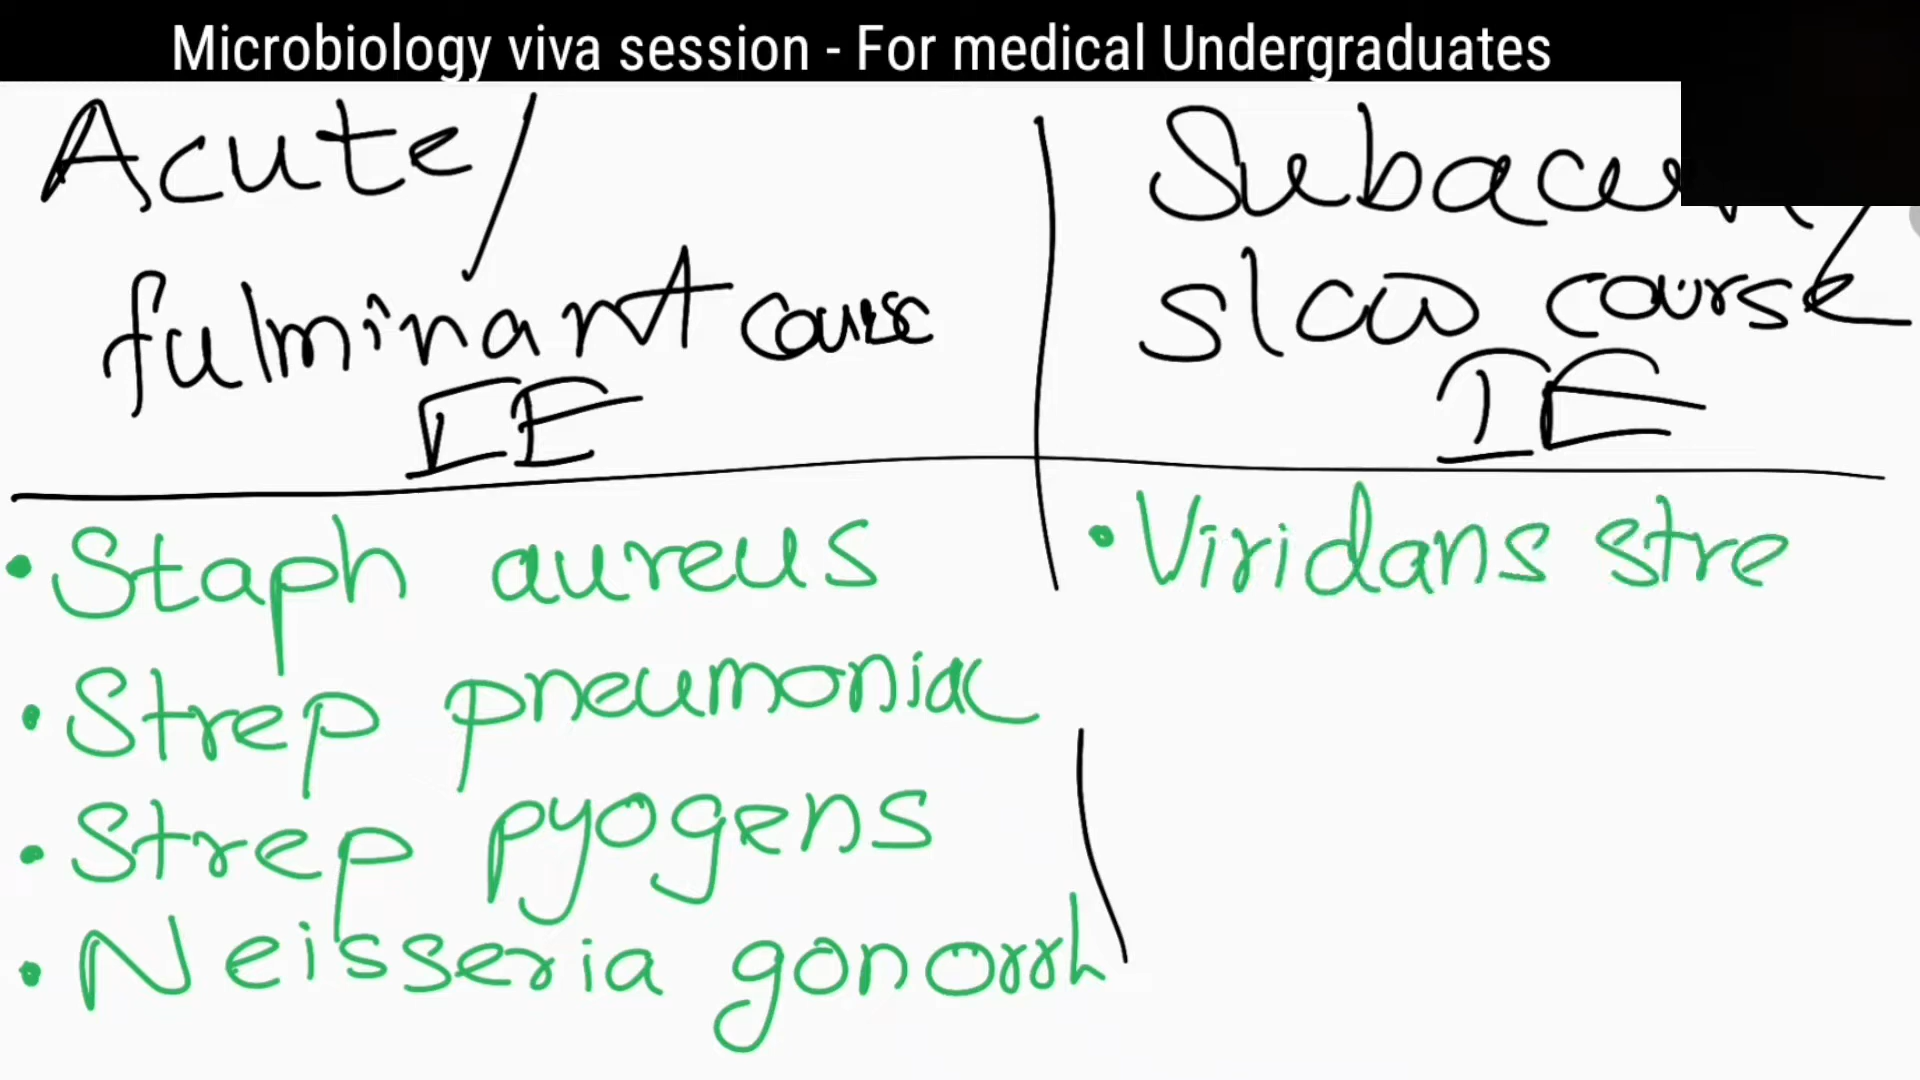 Microbiology viva session - For medical Undergraduates
Acute/
fulminant course
IE
Staph aureus
Strep pneumoniae
Strep pyogens
Neisseria gonorrh
/
slow course
IE
Viridans stre